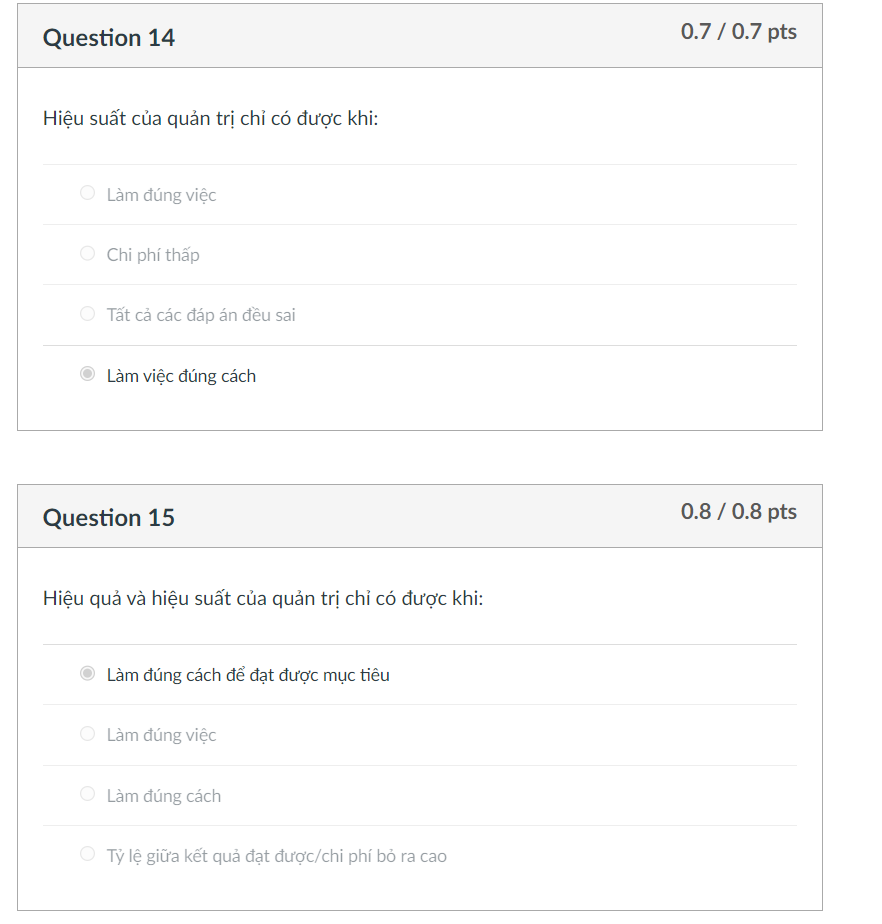 Question 14
0.7 / 0.7 pts
Hiệu suất của quản trị chỉ có được khi:
Làm đúng việc
Chi phí thấp
Tất cả các đáp án đều sai
Làm việc đúng cách
Question 15
0.8 / 0.8 pts
Hiệu quả và hiệu suất của quản trị chỉ có được khi:
Làm đúng cách để đạt được mục tiêu
Làm đúng việc
Làm đúng cách
Tỷ lệ giữa kết quả đạt được/chi phí bỏ ra cao